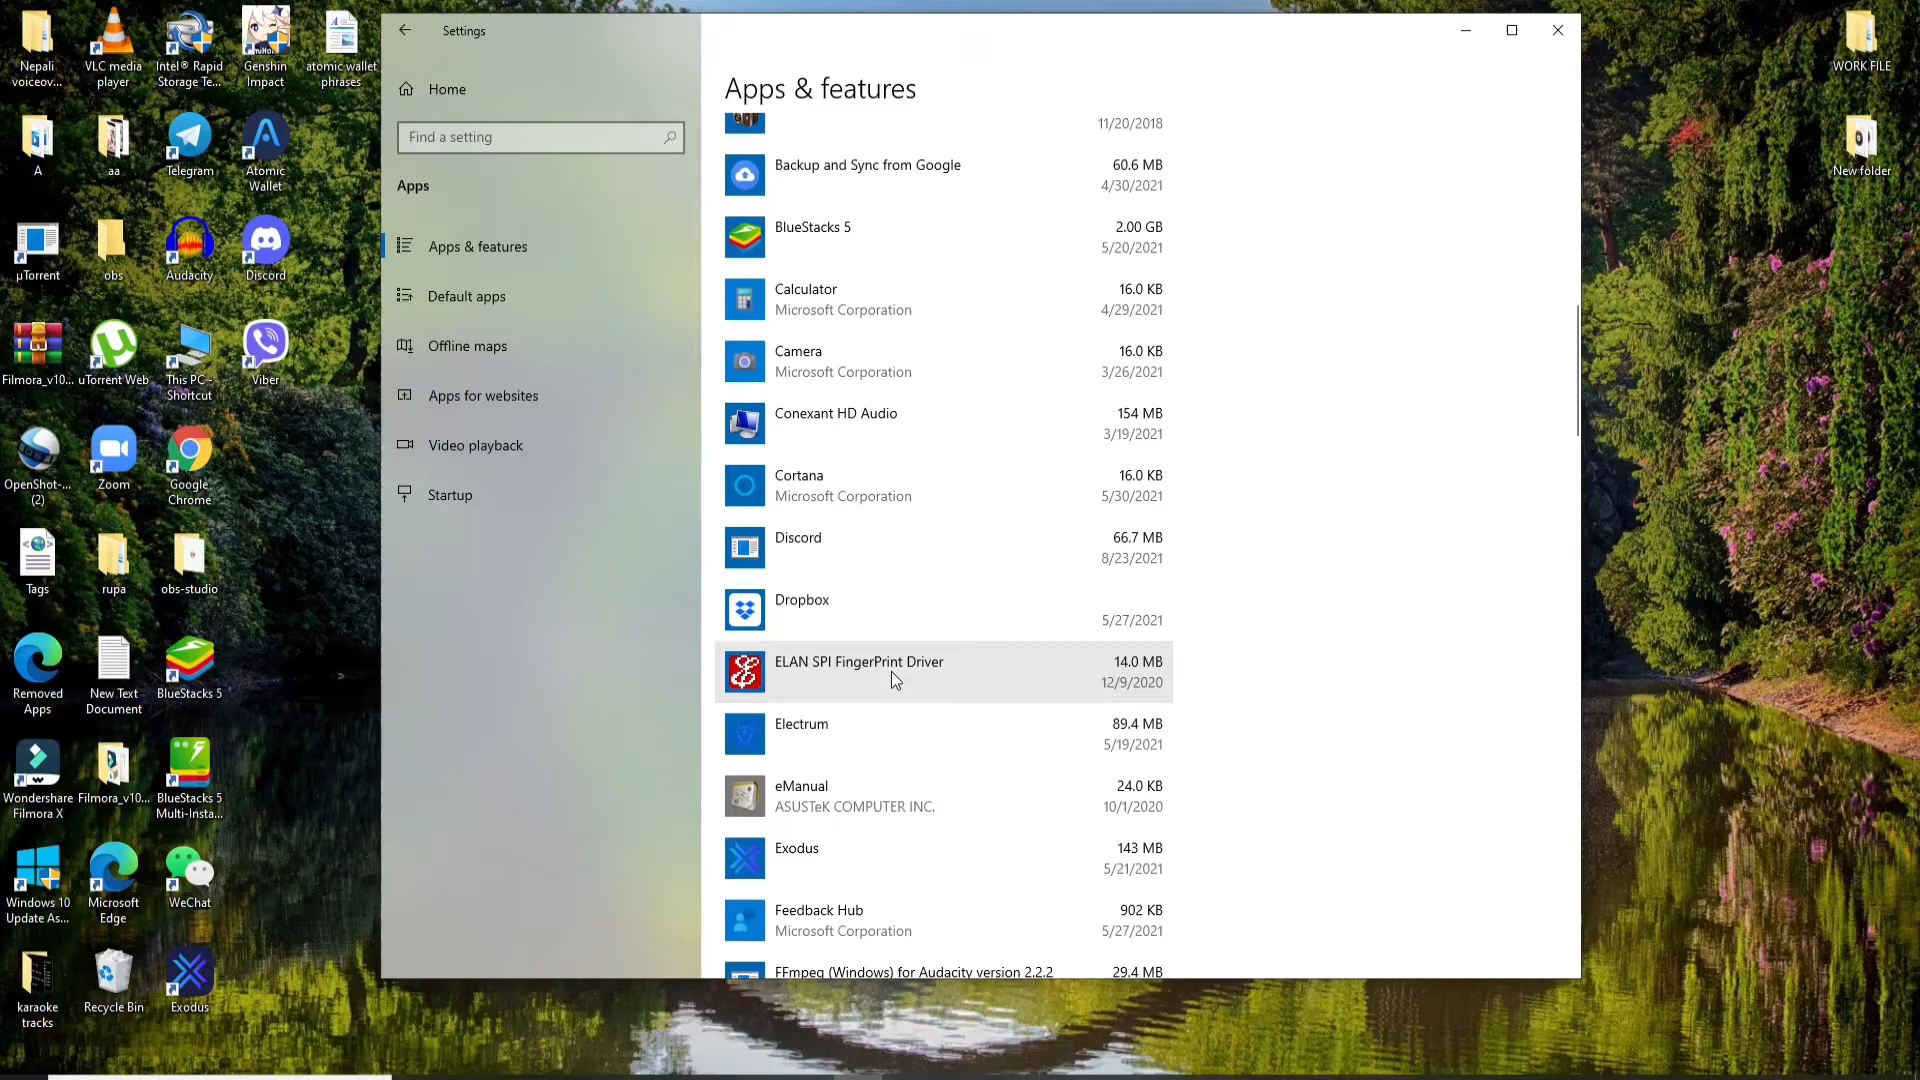 Nepali
voiceov...
VLC media
player
Intel® Rapid
Storage Te...
Genshin
Impact
atomic wallet
phrases
A
aa
Telegram
Atomic
Wallet
µTorrent
obs
Audacity
Discord
Filmora_v10...
uTorrent Web
This PC -
Shortcut
Viber
OpenShot-...
(2)
Zoom
Google
Chrome
Tags
rupa
obs-studio
Removed
Apps
New Text
Document
BlueStacks 5
Wondershare
Filmora X
Filmora_v10...
BlueStacks 5
Multi-Insta...
Windows 10
Update As...
Microsoft
Edge
WeChat
karaoke
tracks
Recycle Bin
Exodus
Settings
Home
Find a setting
Apps
Apps & features
Default apps
Offline maps
Apps for websites
Video playback
Startup
Apps & features
11/20/2018
Backup and Sync from Google
60.6 MB
4/30/2021
BlueStacks 5
2.00 GB
5/20/2021
Calculator
16.0 KB
Microsoft Corporation
4/29/2021
Camera
16.0 KB
Microsoft Corporation
3/26/2021
Conexant HD Audio
154 MB
3/19/2021
Cortana
16.0 KB
Microsoft Corporation
5/30/2021
Discord
66.7 MB
8/23/2021
Dropbox
5/27/2021
ELAN SPI FingerPrint Driver
14.0 MB
12/9/2020
Electrum
89.4 MB
5/19/2021
eManual
24.0 KB
ASUSTeK COMPUTER INC.
10/1/2020
Exodus
143 MB
5/21/2021
Feedback Hub
902 KB
Microsoft Corporation
5/27/2021
FFmpeg (Windows) for Audacity version 2.2.2
29.4 MB
WORK FILE
New folder